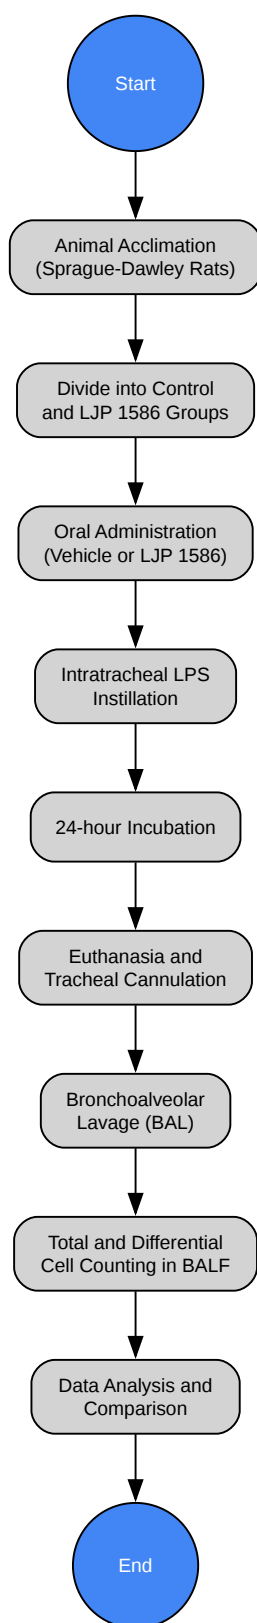 Start
Animal Acclimation
(Sprague-Dawley Rats)
Divide into Control
and LJP 1586 Groups
Oral Administration
(Vehicle or LJP 1586)
Intratracheal LPS
Instillation
24-hour Incubation
Euthanasia and
Tracheal Cannulation
Bronchoalveolar
Lavage (BAL)
Total and Differential
Cell Counting in BALF
Data Analysis and
Comparison
End